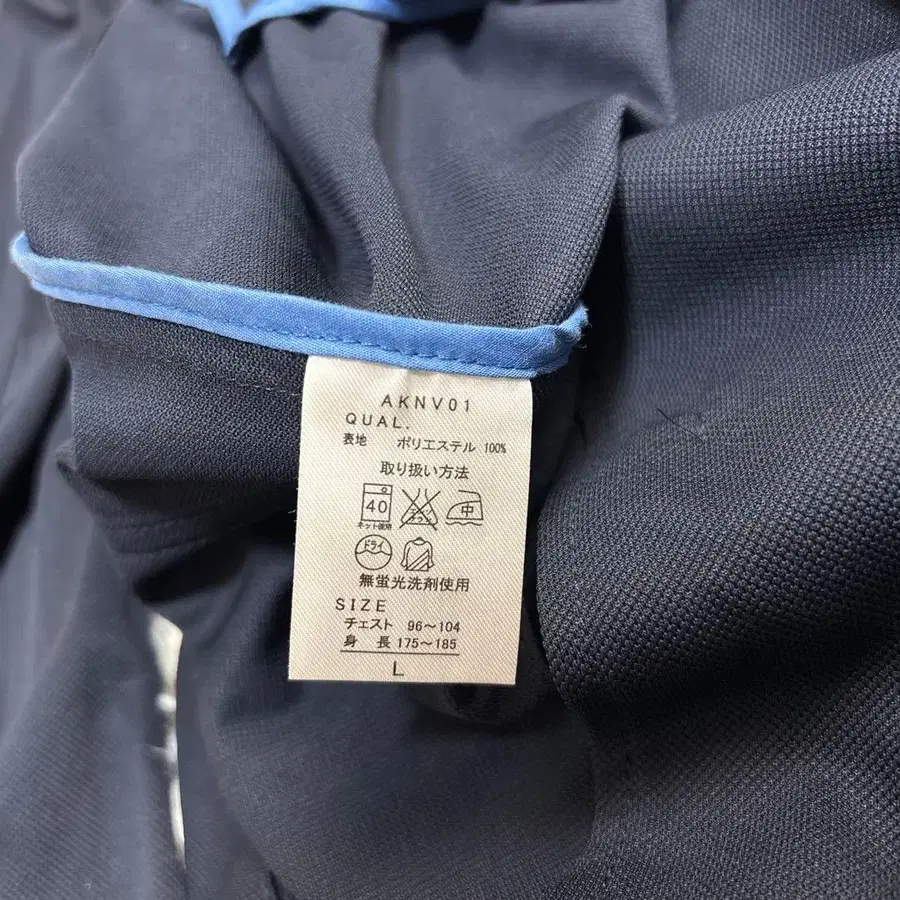 AKNV01
QUAL.
表地 ポリエステル 100%
取り扱い方法
40 中
ネット使用
ドライ
無蛍光洗剤使用
SIZE
チェスト 96～104
身 長 175～185
L